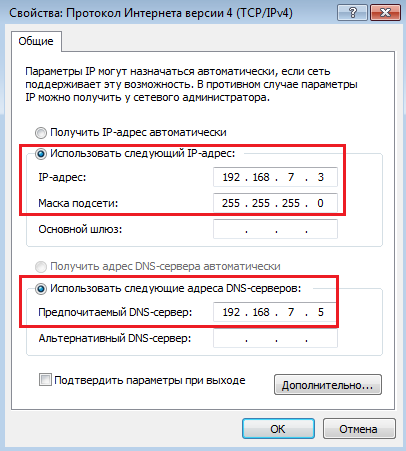 Свойства: Протокол Интернета версии 4 (TCP/IPv4)
Общие
Параметры IP могут назначаться автоматически, если сеть
поддерживает эту возможность. В противном случае параметры
IP можно получить у сетевого администратора.
Получить IP-адрес автоматически
Использовать следующий IP-адрес:
IP-адрес: 192 . 168 . 7 . 3
Маска подсети: 255 . 255 . 255 . 0
Основной шлюз: . . .
Получить адрес DNS-сервера автоматически
Использовать следующие адреса DNS-серверов:
Предпочитаемый DNS-сервер: 192 . 168 . 7 . 5
Альтернативный DNS-сервер: . . .
Подтвердить параметры при выходе
Дополнительно...
ОК Отмена